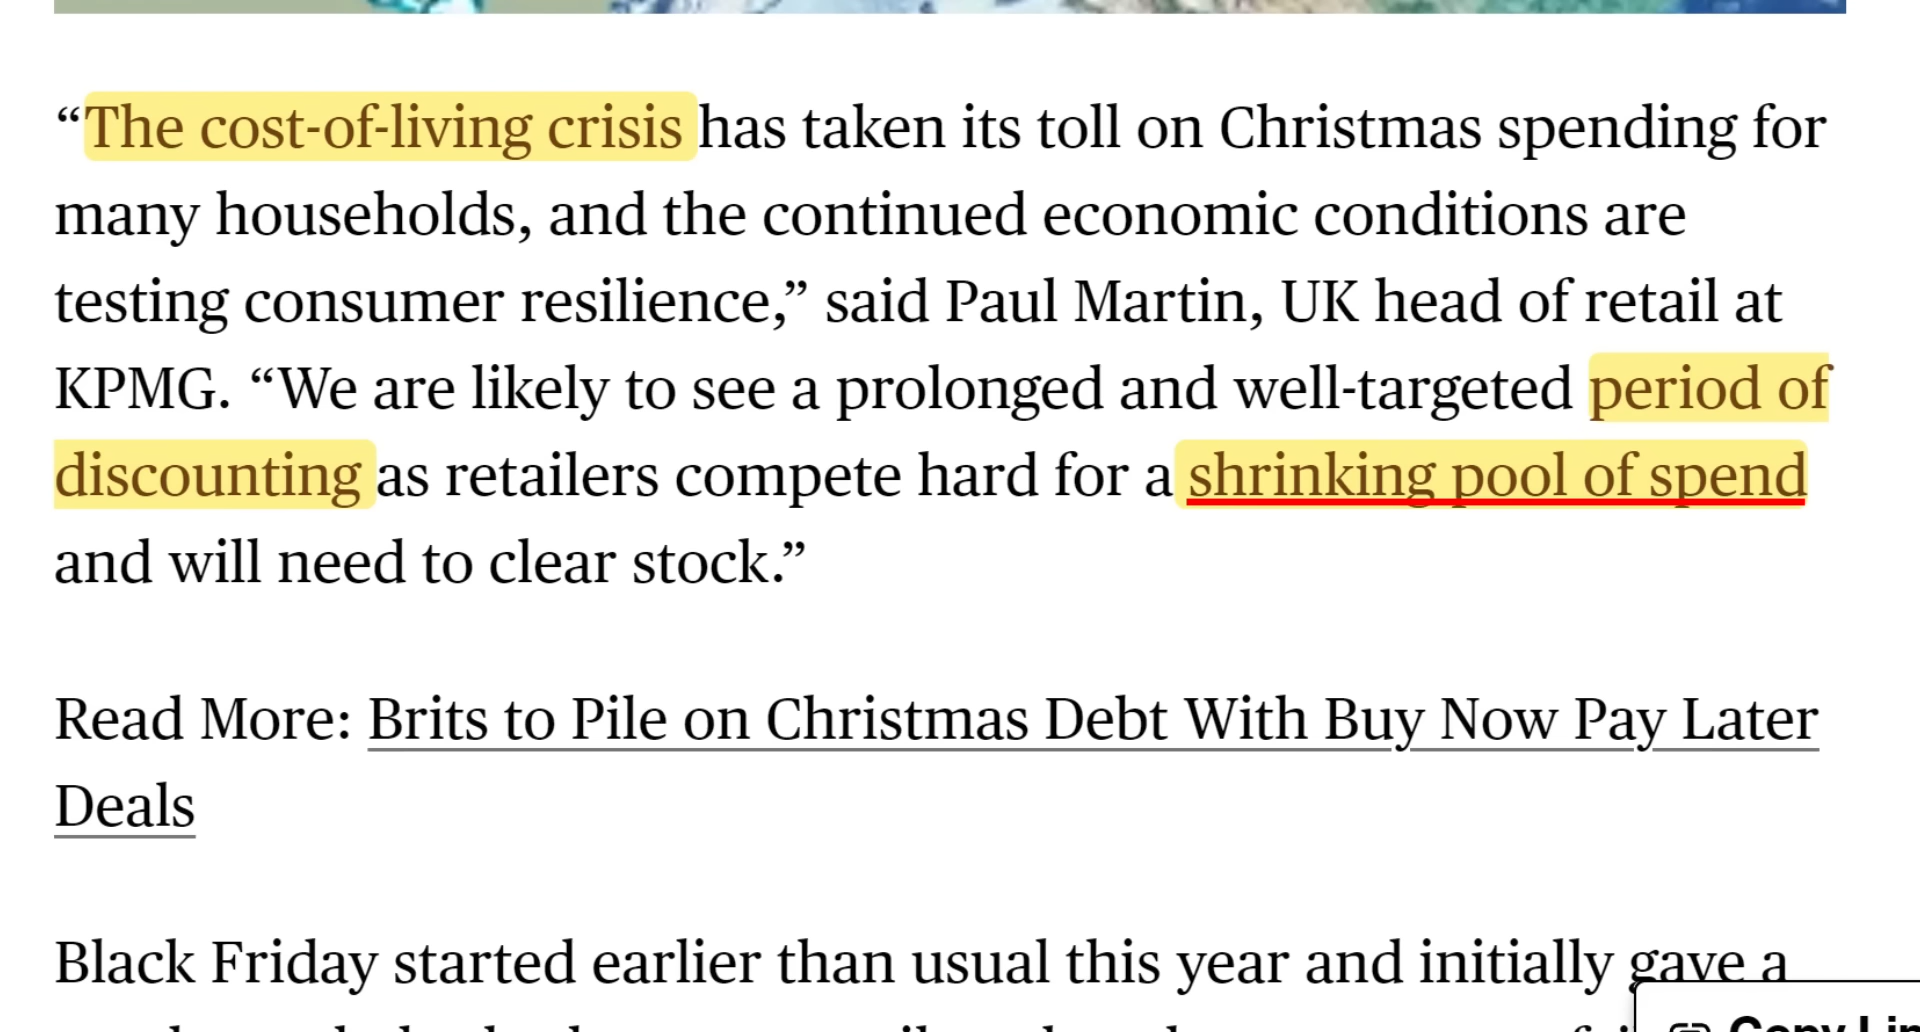 “The cost-of-living crisis has taken its toll on Christmas spending for
many households, and the continued economic conditions are
testing consumer resilience,” said Paul Martin, UK head of retail at
KPMG. “We are likely to see a prolonged and well-targeted period of
discounting as retailers compete hard for a shrinking pool of spend
and will need to clear stock.”
Read More: Brits to Pile on Christmas Debt With Buy Now Pay Later
Deals
Black Friday started earlier than usual this year and initially gave a
Copy